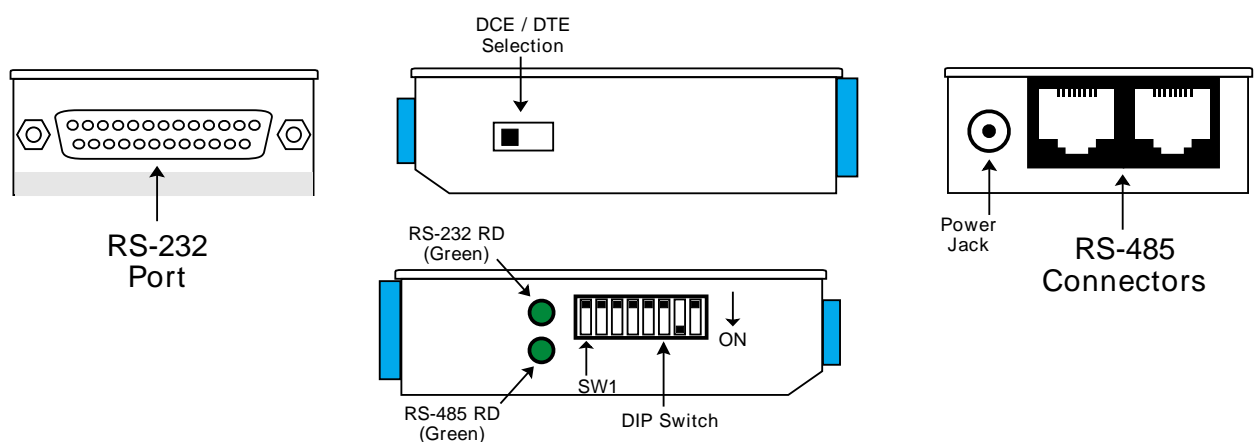 DCE / DTE
Selection
RS-232
Port
Power
Jack
RS-485
Connectors
RS-232 RD
(Green)
ON
SW1
DIP Switch
RS-485 RD
(Green)